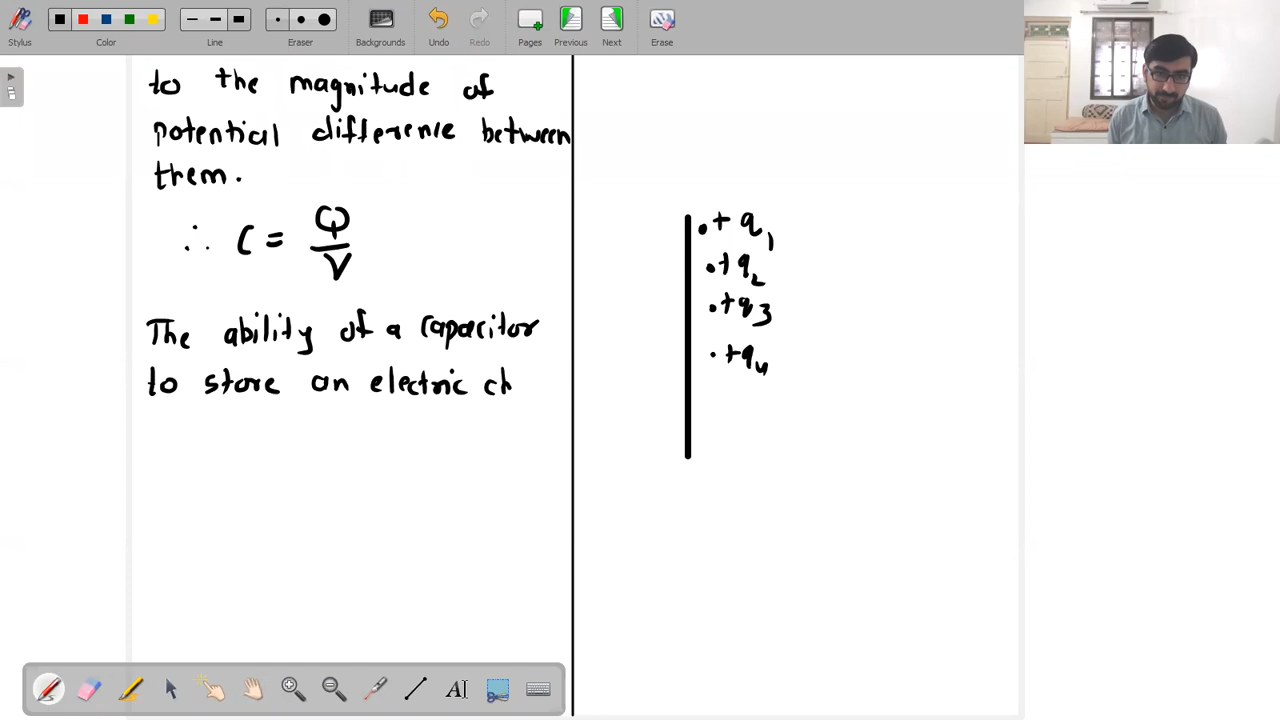 Stylus
Color
Line
Eraser
Backgrounds
Undo
Redo
Pages
Previous
Next
Erase
to the magnitude of
potential difference between
them.
∴ C = Q/V
The ability of a capacitor
to store an electric ch
.+ q1
.+q2
.+q3
.+q4
AI